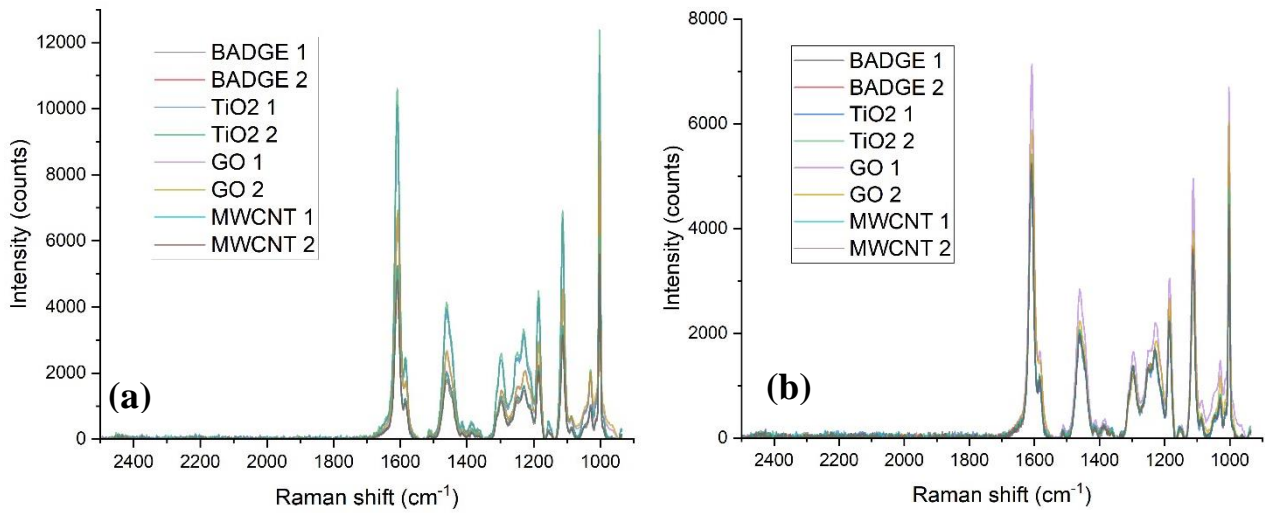 12000
10000
8000
6000
4000
2000
0
Intensity (counts)
BADGE 1
BADGE 2
TiO2 1
TiO2 2
GO 1
GO 2
MWCNT 1
MWCNT 2
(a)
2400 2200 2000 1800 1600 1400 1200 1000
Raman shift (cm⁻¹)
8000
6000
4000
2000
0
Intensity (counts)
BADGE 1
BADGE 2
TiO2 1
TiO2 2
GO 1
GO 2
MWCNT 1
MWCNT 2
(b)
2400 2200 2000 1800 1600 1400 1200 1000
Raman shift (cm⁻¹)